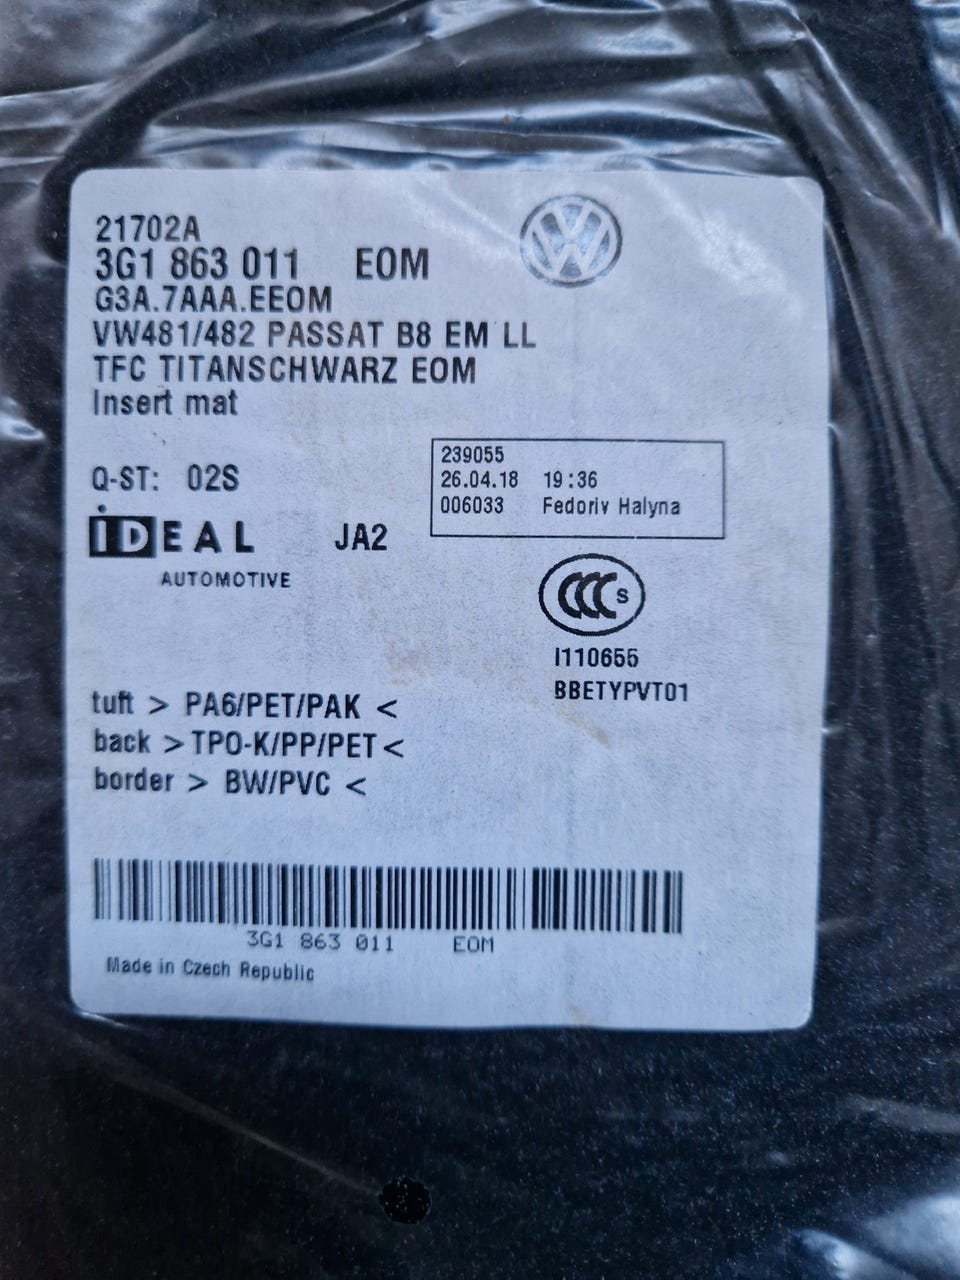 21702A
3G1 863 011 EOM
G3A.7AAA.EEOM
VW481/482 PASSAT B8 EM LL
TFC TITANSCHWARZ EOM
Insert mat
239055
26.04.18 19:36
006033 Fedoriv Halyna
Q-ST: 02S
iDEAL JA2
AUTOMOTIVE
CCC S
I110655
BBETYPVT01
tuft > PA6/PET/PAK <
back > TPO-K/PP/PET <
border > BW/PVC <
3G1 863 011 EOM
Made in Czech Republic